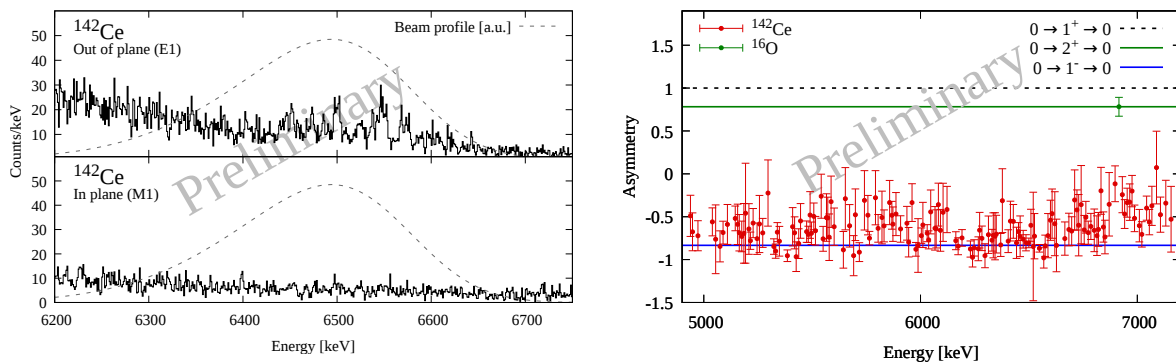 142Ce
Out of plane (E1)
Beam profile [a.u.]
50
40
30
20
10
142Ce
In plane (M1)
50
40
30
20
10
0
Counts/keV
6200
6300
6400
6500
6600
6700
Energy [keV]
Preliminary
142Ce
16O
0 → 1+ → 0
0 → 2+ → 0
0 → 1- → 0
1.5
1
0.5
0
-0.5
-1
-1.5
Asymmetry
5000
6000
7000
Energy [keV]
Preliminary